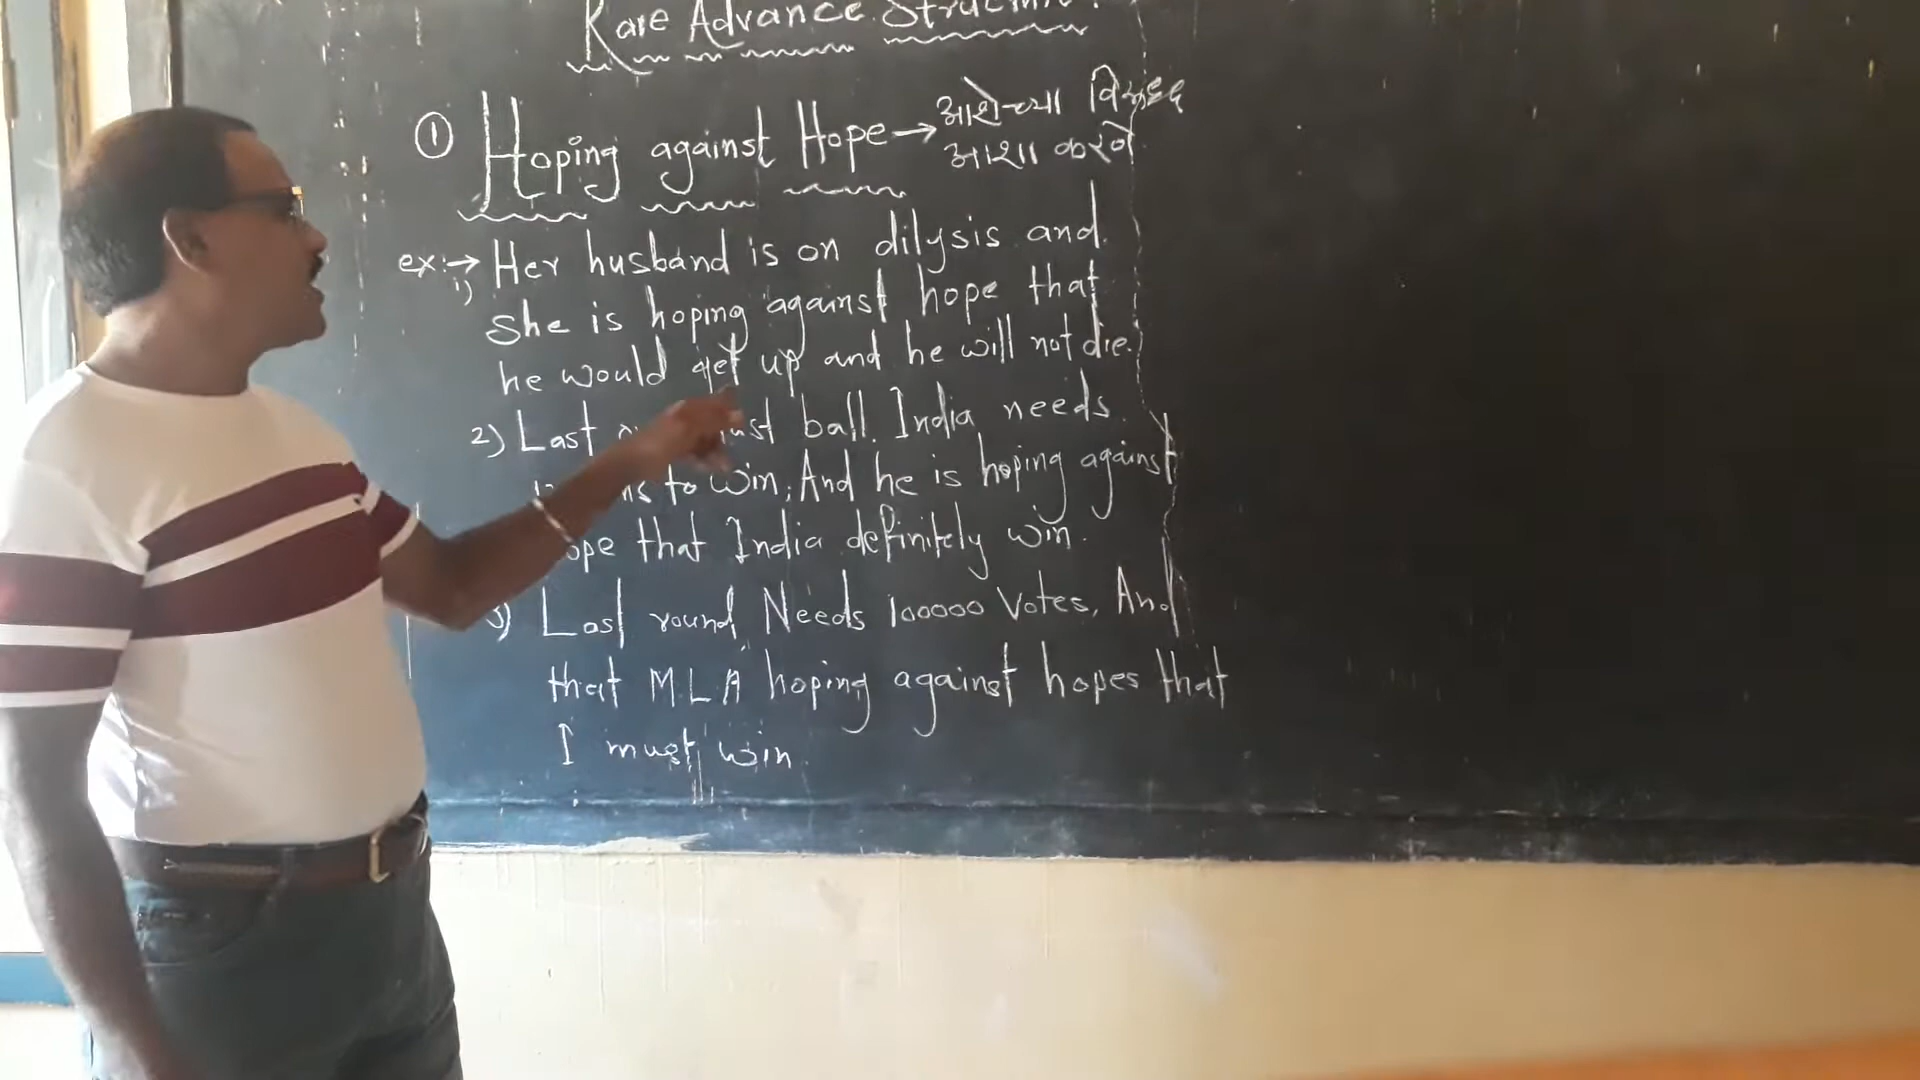 Rare Advance Structure.
① Hoping against Hope → आशेच्या विरुद्ध
आशा करणे
ex:→ Her husband is on dilysis and
1) She is hoping against hope that
he would get up and he will not die.
2) Last ball. India needs
to win, And he is hoping against
that India definitely win.
3) Last round, Needs 100000 Votes, And
that MLA hoping against hopes that
I must win.